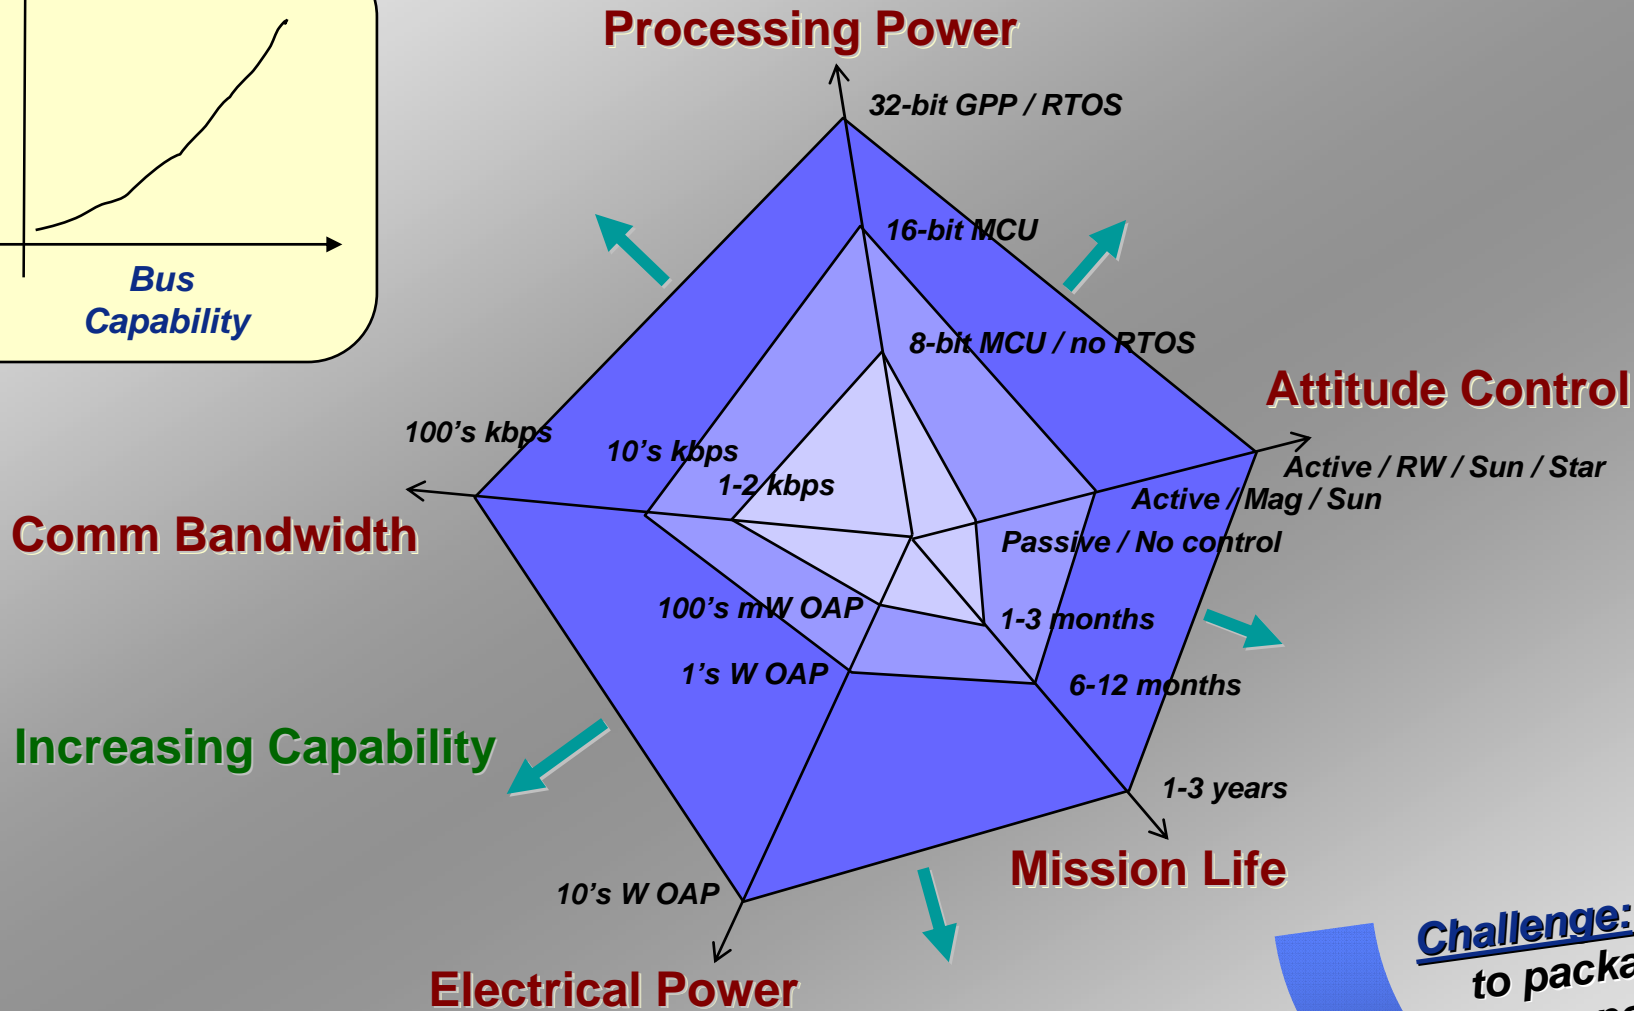 Processing Power
32-bit GPP / RTOS
16-bit MCU
8-bit MCU / no RTOS
Bus
Capability
Attitude Control
Active / RW / Sun / Star
Active / Mag / Sun
Passive / No control
100's kbps
10's kbps
1-2 kbps
Comm Bandwidth
100's mW OAP
1's W OAP
10's W OAP
1-3 months
6-12 months
1-3 years
Increasing Capability
Mission Life
Electrical Power
Challenge:
to